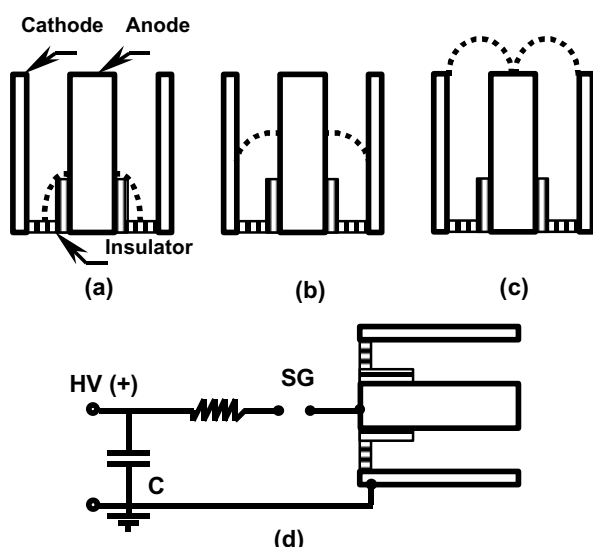 Cathode Anode
Insulator
(a)
(b)
(c)
HV (+)
SG
C
(d)